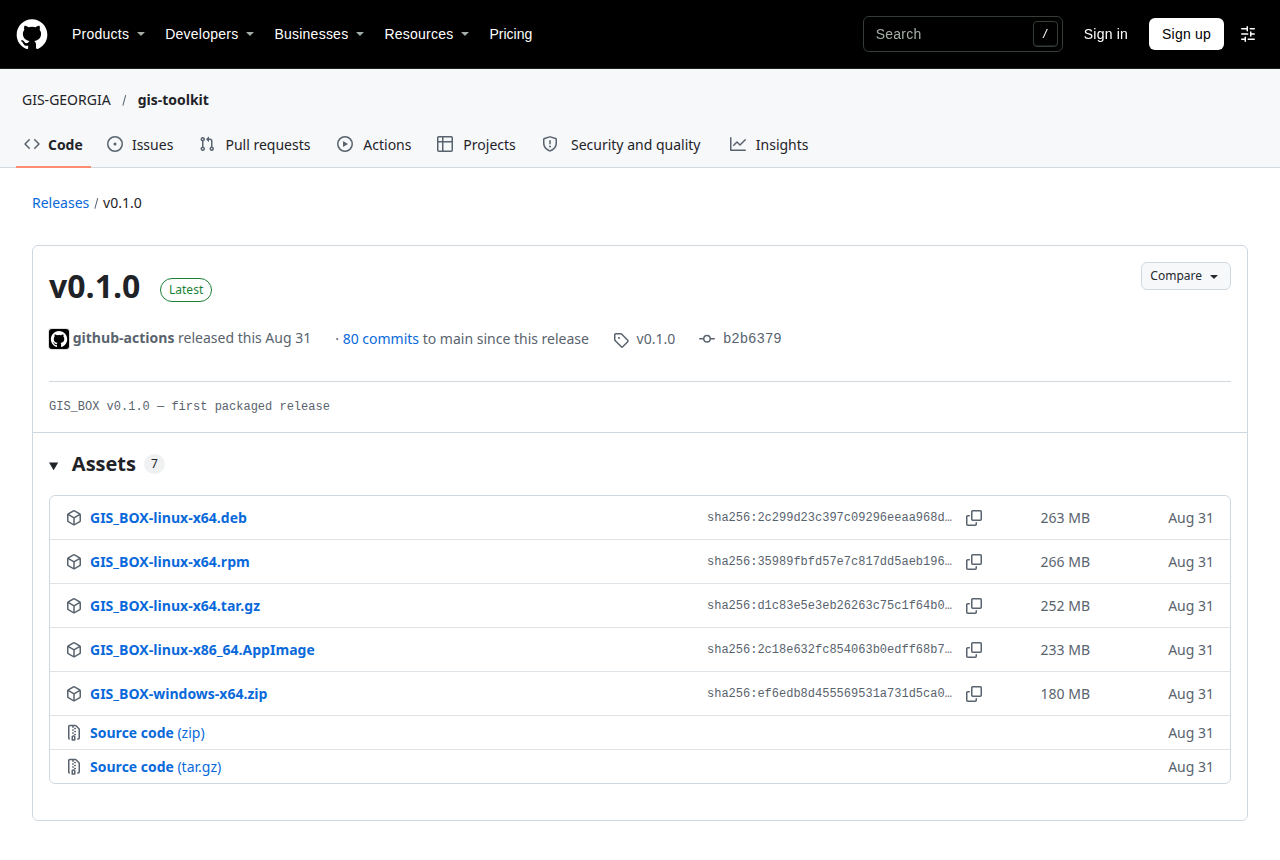 Products Developers Businesses Resources Pricing Search / Sign in Sign up
GIS-GEORGIA / gis-toolkit
Code Issues Pull requests Actions Projects Security and quality Insights
Releases / v0.1.0
v0.1.0 Latest Compare
github-actions released this Aug 31 · 80 commits to main since this release v0.1.0 b2b6379
GIS_BOX v0.1.0 — first packaged release
Assets 7
GIS_BOX-linux-x64.deb sha256:2c299d23c397c09296eeaa968d… 263 MB Aug 31
GIS_BOX-linux-x64.rpm sha256:35989fbfd57e7c817dd5aeb196… 266 MB Aug 31
GIS_BOX-linux-x64.tar.gz sha256:d1c83e5e3eb26263c75c1f64b0… 252 MB Aug 31
GIS_BOX-linux-x86_64.AppImage sha256:2c18e632fc854063b0edff68b7… 233 MB Aug 31
GIS_BOX-windows-x64.zip sha256:ef6edb8d455569531a731d5ca0… 180 MB Aug 31
Source code (zip) Aug 31
Source code (tar.gz) Aug 31